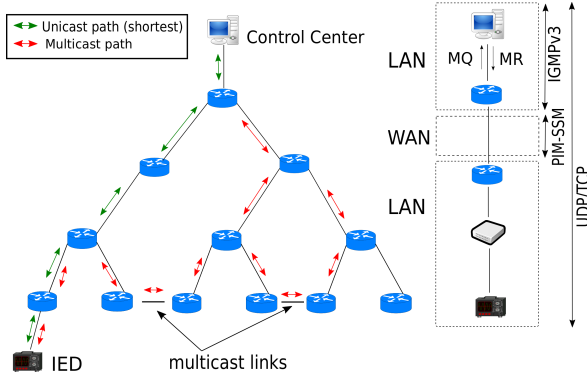 Unicast path (shortest)
Multicast path
Control Center
IED
multicast links
LAN
MQ
MR
WAN
LAN
IGMPv3
PIM-SSM
UDP/TCP